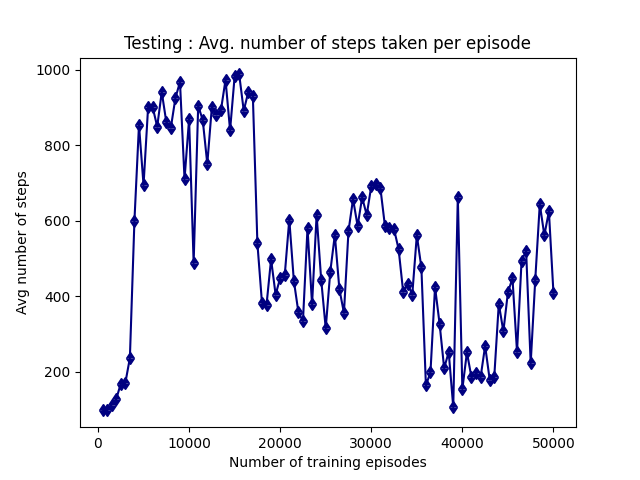 Testing : Avg. number of steps taken per episode
1000
800
600
400
200
Avg number of steps
0 10000 20000 30000 40000 50000
Number of training episodes